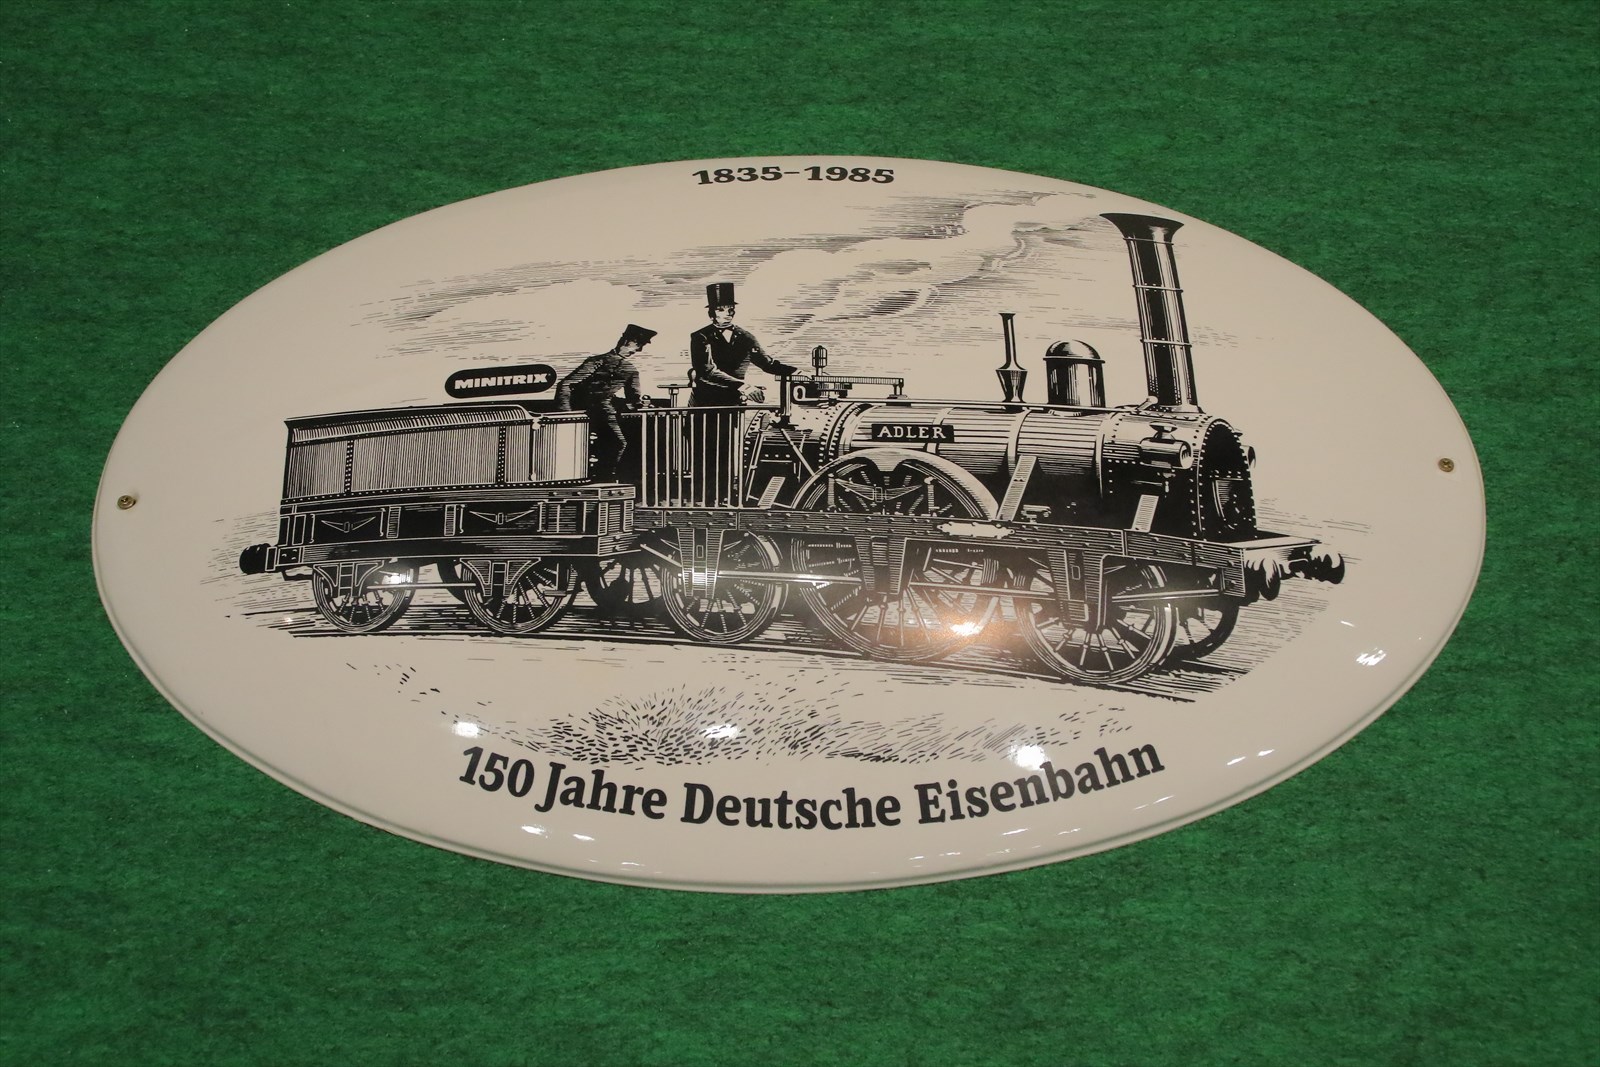 1835-1985
MINITRIX
ADLER
150 Jahre Deutsche Eisenbahn